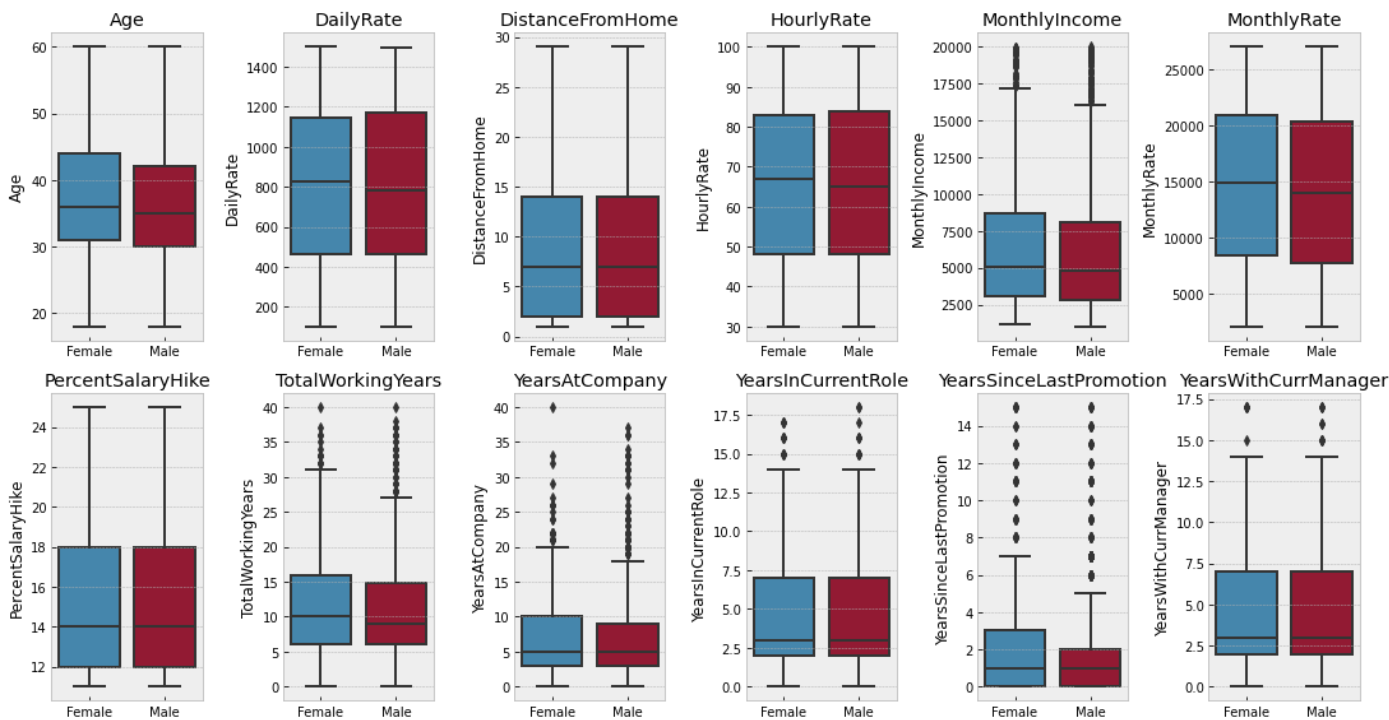 Age
DailyRate
DistanceFromHome
HourlyRate
MonthlyIncome
MonthlyRate
Age
60
50
40
30
20
Female Male
DailyRate
1400
1200
1000
800
600
400
200
Female Male
DistanceFromHome
30
25
20
15
10
5
0
Female Male
HourlyRate
100
90
80
70
60
50
40
30
Female Male
MonthlyIncome
20000
17500
15000
12500
10000
7500
5000
2500
Female Male
MonthlyRate
25000
20000
15000
10000
5000
Female Male
PercentSalaryHike
TotalWorkingYears
YearsAtCompany
YearsInCurrentRole
YearsSinceLastPromotion
YearsWithCurrManager
PercentSalaryHike
24
22
20
18
16
14
12
Female Male
TotalWorkingYears
40
35
30
25
20
15
10
5
0
Female Male
YearsAtCompany
40
35
30
25
20
15
10
5
0
Female Male
YearsInCurrentRole
17.5
15.0
12.5
10.0
7.5
5.0
2.5
0.0
Female Male
YearsSinceLastPromotion
14
12
10
8
6
4
2
0
Female Male
YearsWithCurrManager
17.5
15.0
12.5
10.0
7.5
5.0
2.5
0.0
Female Male